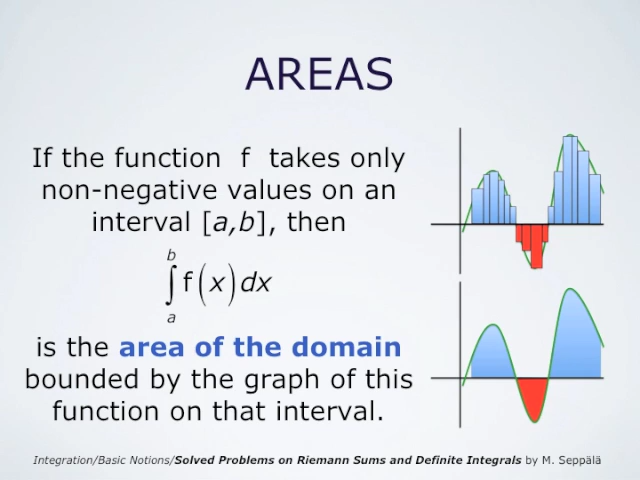 AREAS
If the function f takes only
non-negative values on an
interval [a,b], then
b
∫ f(x)dx
a
is the area of the domain
bounded by the graph of this
function on that interval.
Integration/Basic Notions/Solved Problems on Riemann Sums and Definite Integrals by M. Seppälä